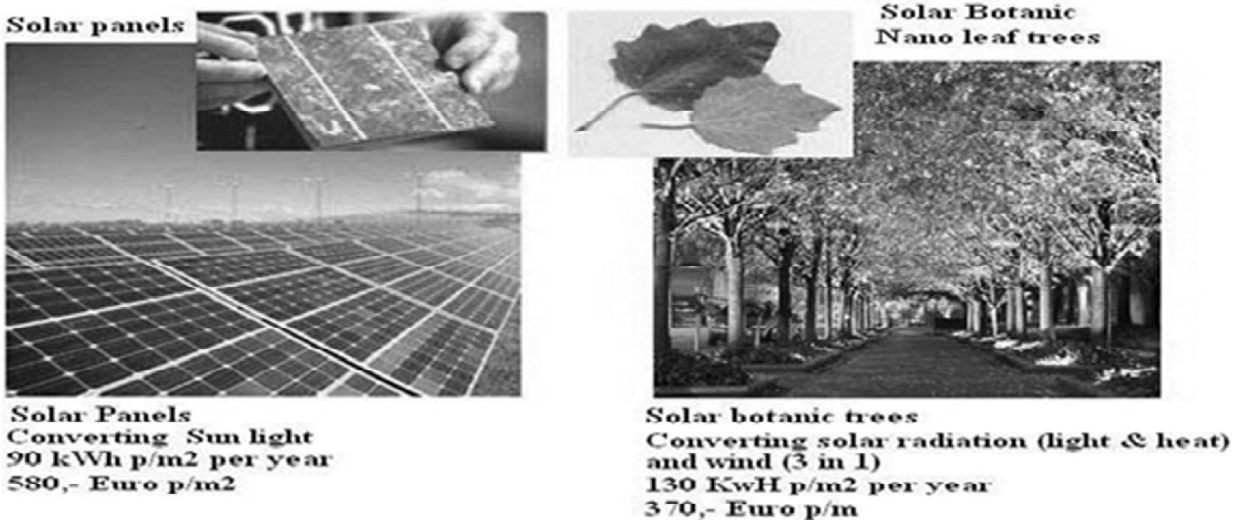 Solar panels
Solar Botanic
Nano leaf trees
Solar Panels
Converting Sun light
90 kWh p/m2 per year
580,- Euro p/m2
Solar botanic trees
Converting solar radiation (light & heat)
and wind (3 in 1)
130 KwH p/m2 per year
370,- Euro p/m